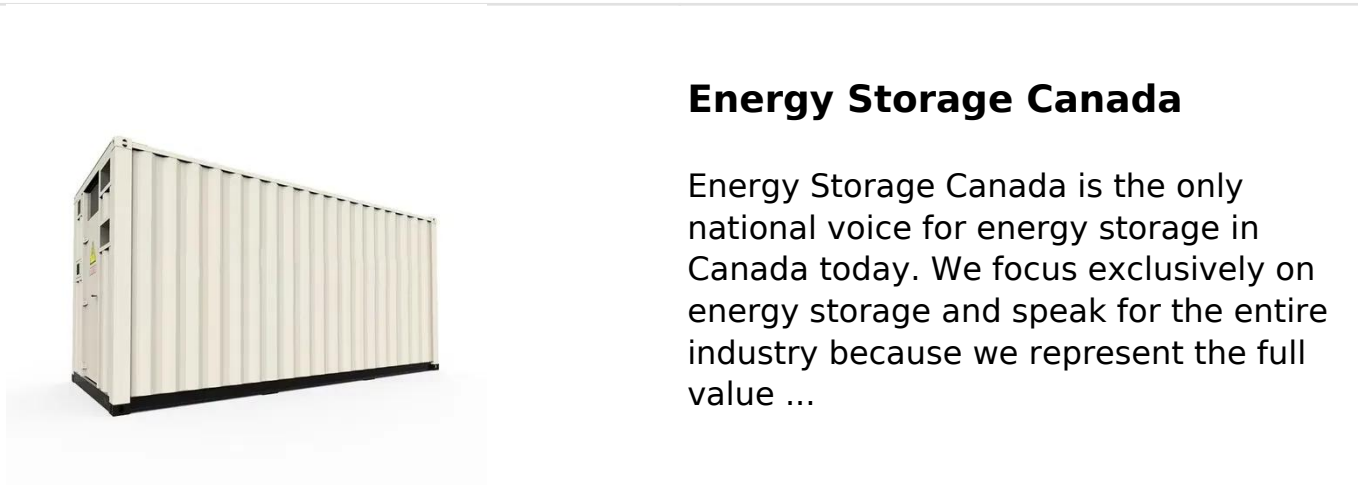 Energy Storage Canada
Energy Storage Canada is the only
national voice for energy storage in
Canada today. We focus exclusively on
energy storage and speak for the entire
industry because we represent the full
value ...